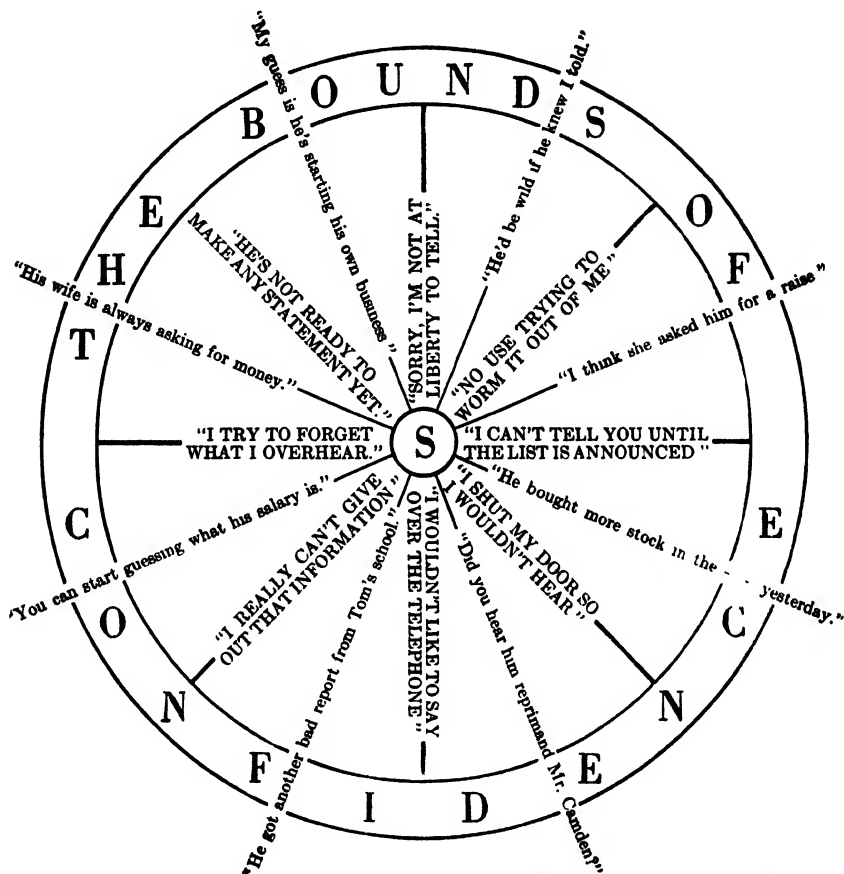 THE BOUNDS OF CONFIDENCE
S
"SORRY, I'M NOT AT
LIBERTY TO TELL "TELL"
"He'd be wild if he knew I told."
"NO USE TRYING TO
WORM IT OUT OF ME"
"I think she asked him for a raise"
"I CAN'T TELL YOU UNTIL
THE LIST IS ANNOUNCED"
"He bought more stock in the yesterday."
"I SHUT MY DOOR SO
I WOULDN'T HEAR"
"Did you hear him reprimand Mr. Camden?"
"I WOULDN'T LIKE TO SAY
OVER THE TELEPHONE"
"He got another bad report from Tom's school."
"I REALLY CAN'T GIVE
OUT THAT INFORMATION"
"You can start guessing what his salary is."
"I TRY TO FORGET
WHAT I OVERHEAR."
"His wife is always asking for money."
"HE'S NOT READY TO
MAKE ANY STATEMENT YET."
"My guess is he's starting his own business"